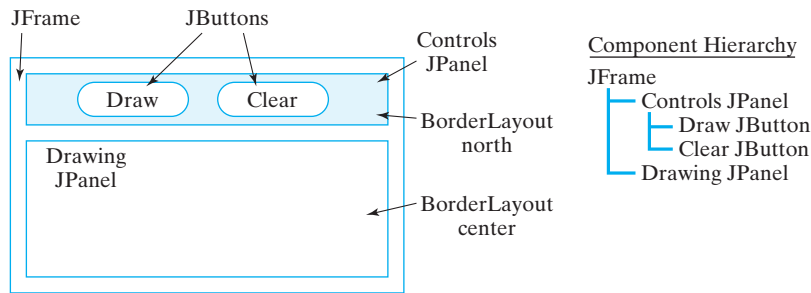 JFrame
JButtons
Controls
JPanel
Draw
Clear
BorderLayout
north
Drawing
JPanel
BorderLayout
center
Component Hierarchy
JFrame
Controls JPanel
Draw JButton
Clear JButton
Drawing JPanel